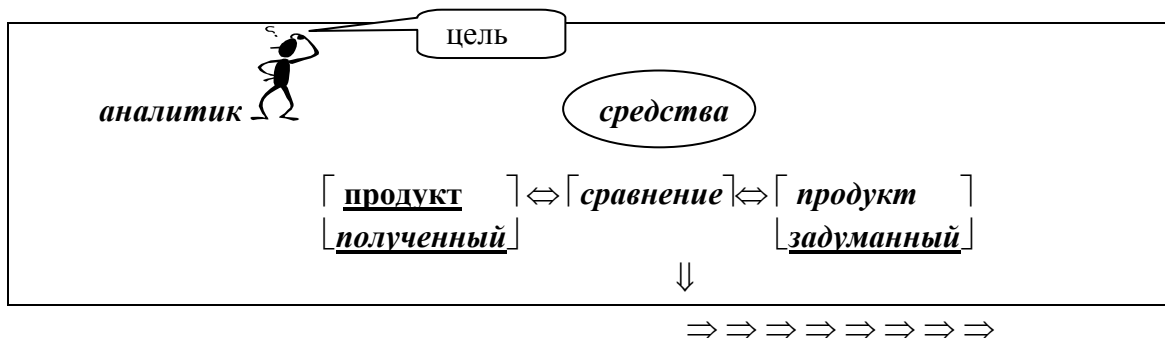 цель
аналитик средства
⎡ продукт ⎤⇔⎡сравнение⎤⇔⎡ продукт ⎤
⎣полученный⎦ ⎣задуманный⎦
⇓
⇒⇒⇒⇒⇒⇒⇒⇒